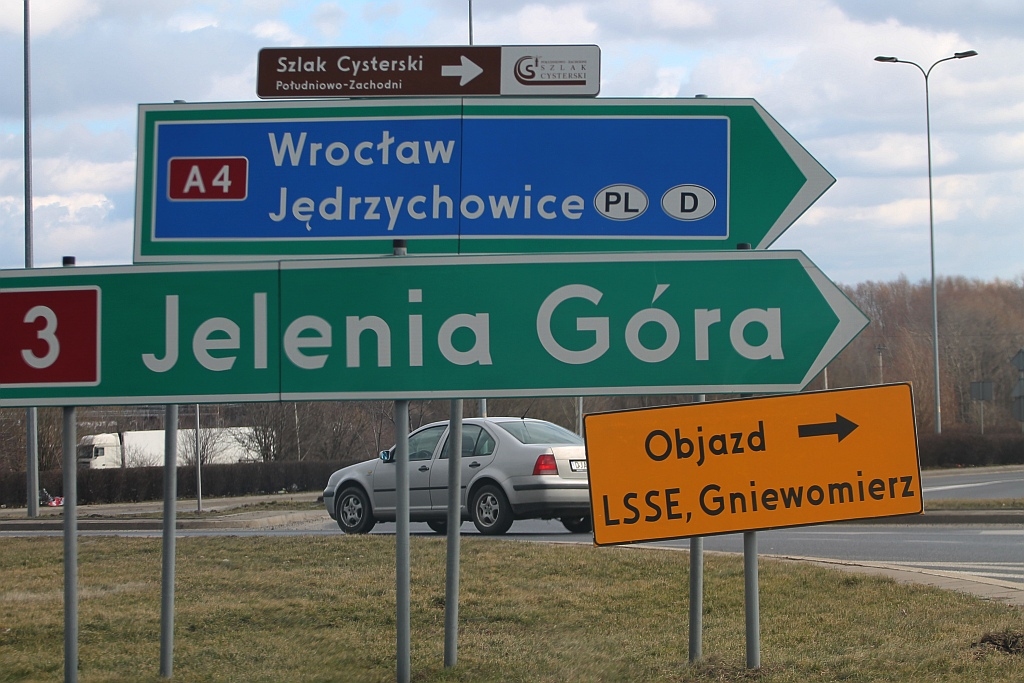 Szlak Cysterski
Południowo-Zachodni
SZLAK
CYSTERSKI
A4
Wrocław
Jędrzychowice PL D
3 Jelenia Góra
Objazd
LSSE, Gniewomierz